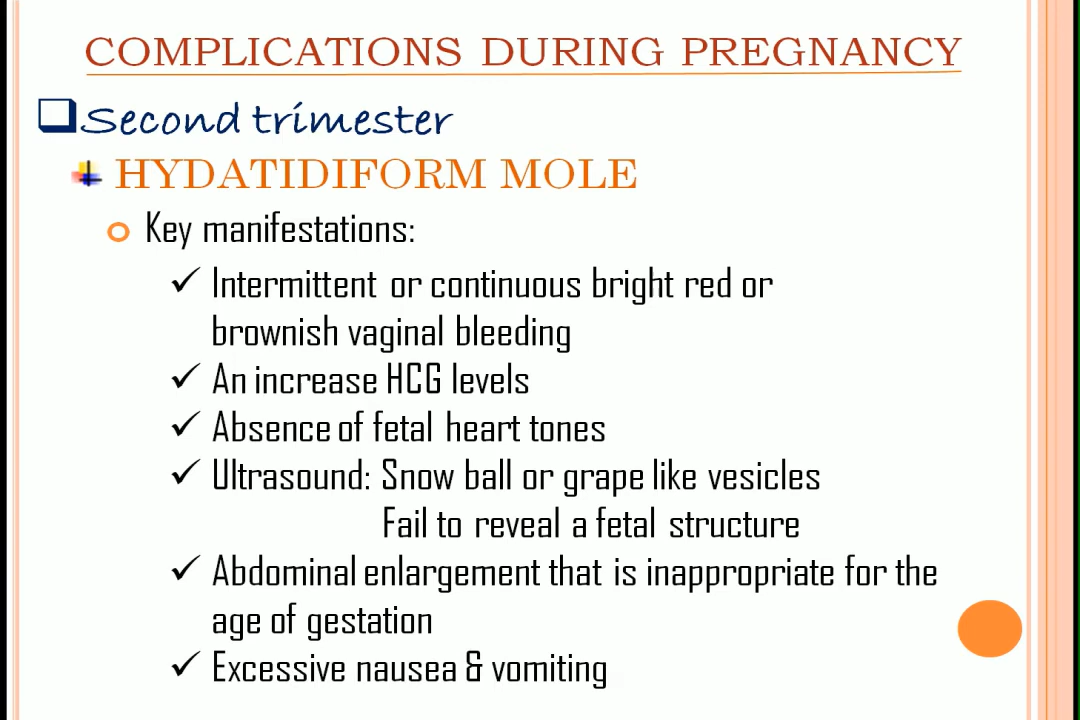 COMPLICATIONS DURING PREGNANCY
Second trimester
HYDATIDIFORM MOLE
Key manifestations:
Intermittent or continuous bright red or
brownish vaginal bleeding
An increase HCG levels
Absence of fetal heart tones
Ultrasound: Snow ball or grape like vesicles
Fail to reveal a fetal structure
Abdominal enlargement that is inappropriate for the
age of gestation
Excessive nausea & vomiting